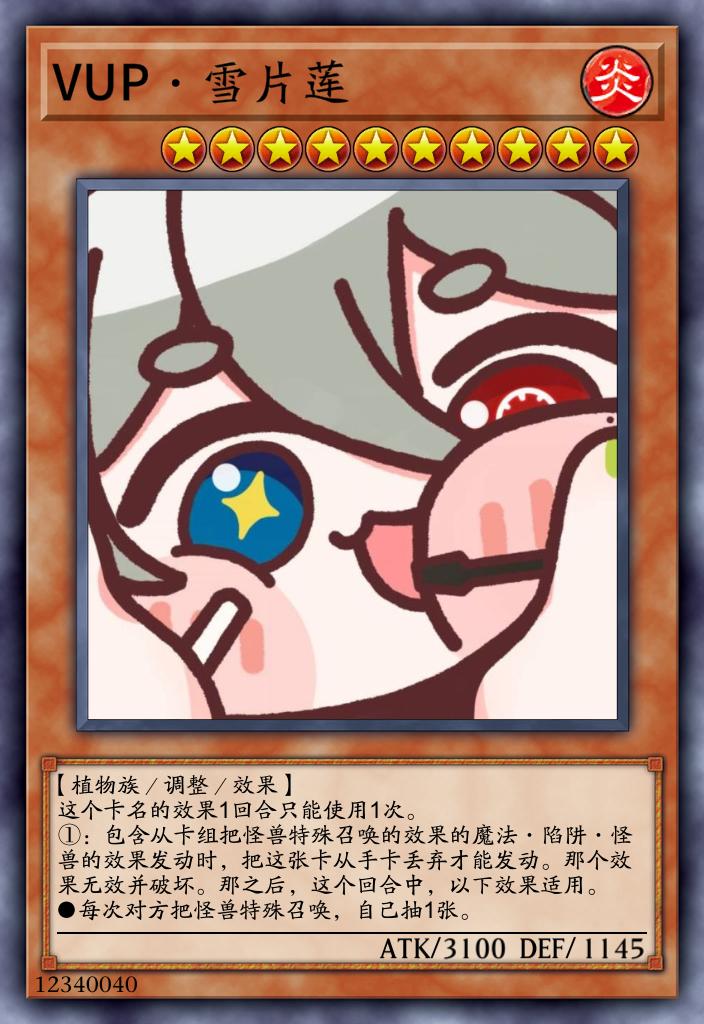 VUP·雪片莲
炎
【植物族/调整/效果】
这个卡名的效果1回合只能使用1次。
①：包含从卡组把怪兽特殊召唤的效果的魔法·陷阱·怪
兽的效果发动时，把这张卡从手卡丢弃才能发动。那个效
果无效并破坏。那之后，这个回合中，以下效果适用。
●每次对方把怪兽特殊召唤，自己抽1张。
ATK/3100 DEF/1145
12340040